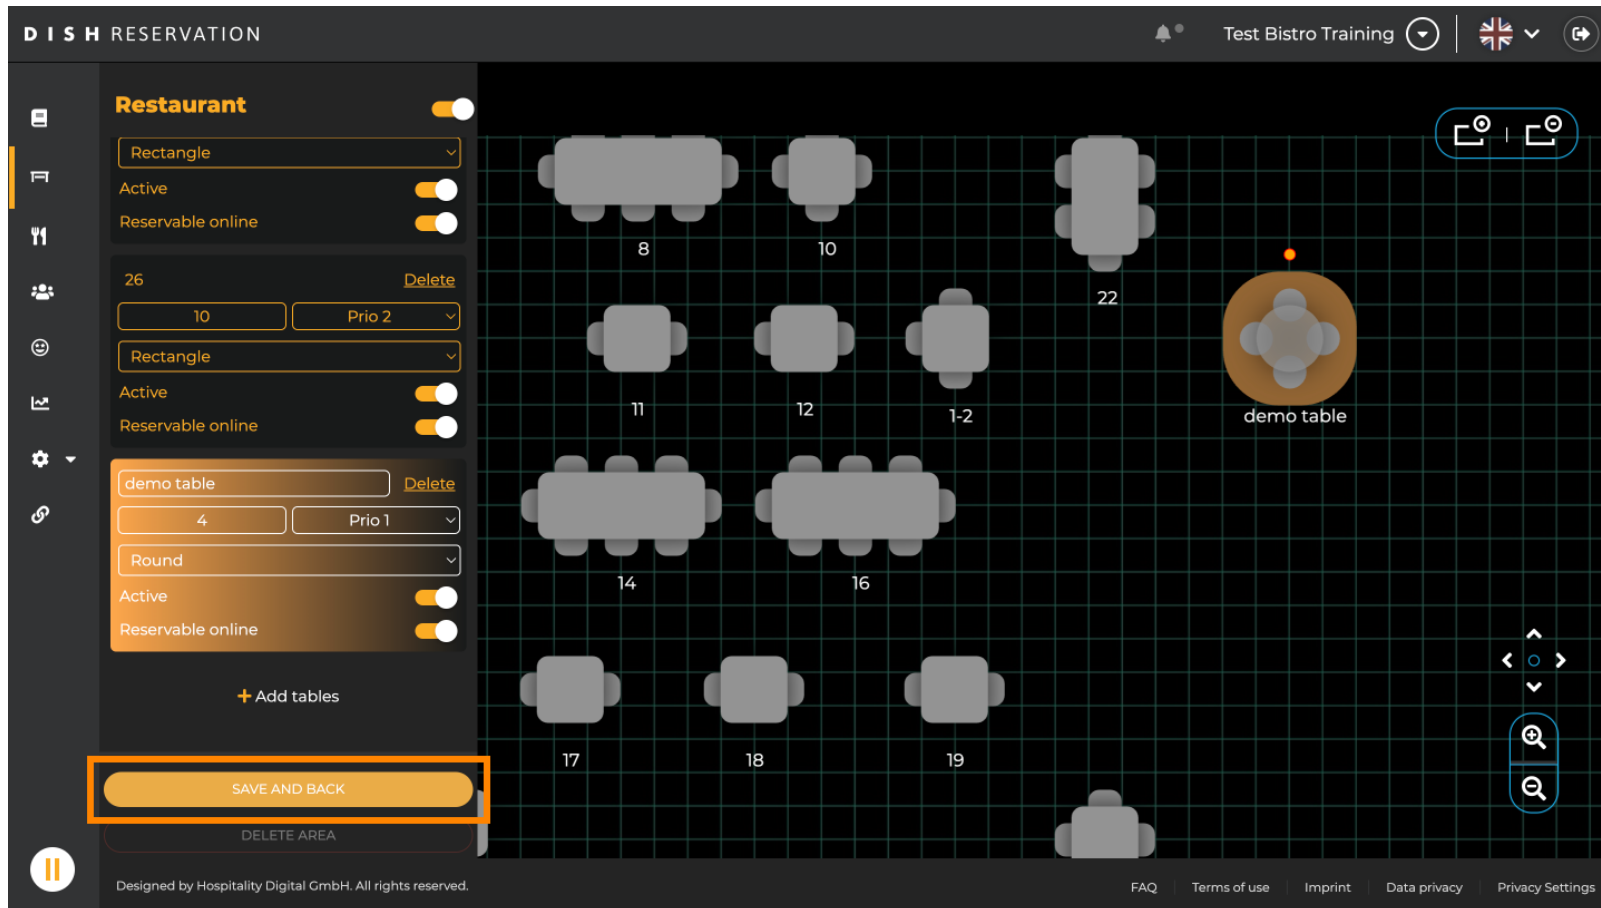 DISH RESERVATION
Test Bistro Training
Restaurant
Rectangle
Active
Reservable online
26
Delete
10
Prio 2
Rectangle
Active
Reservable online
demo table
Delete
4
Prio 1
Round
Active
Reservable online
+ Add tables
SAVE AND BACK
DELETE AREA
8
10
22
11
12
1-2
demo table
14
16
17
18
19
Designed by Hospitality Digital GmbH. All rights reserved.
FAQ
Terms of use
Imprint
Data privacy
Privacy Settings